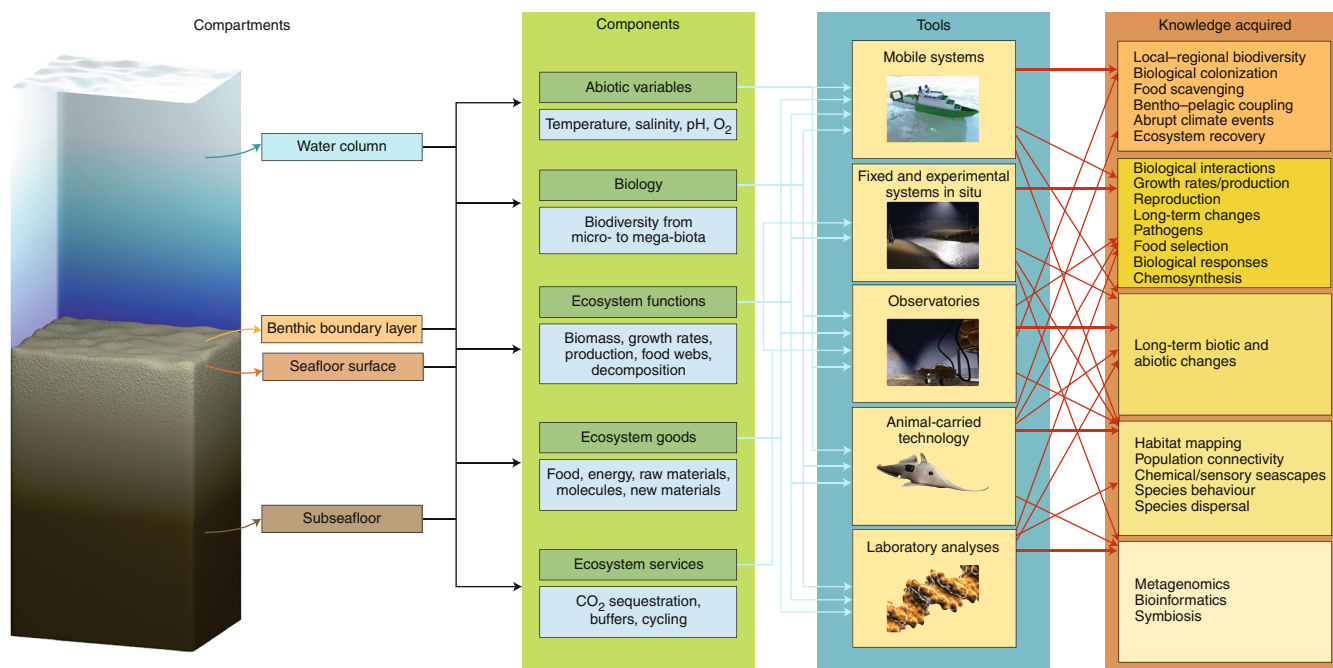 Compartments
Water column
Benthic boundary layer
Seafloor surface
Subseafloor
Components
Abiotic variables
Temperature, salinity, pH, O2
Biology
Biodiversity from
micro- to mega-biota
Ecosystem functions
Biomass, growth rates,
production, food webs,
decomposition
Ecosystem goods
Food, energy, raw materials,
molecules, new materials
Ecosystem services
CO2 sequestration,
buffers, cycling
Tools
Mobile systems
Fixed and experimental
systems in situ
Observatories
Animal-carried
technology
Laboratory analyses
Knowledge acquired
Local–regional biodiversity
Biological colonization
Food scavenging
Bentho–pelagic coupling
Abrupt climate events
Ecosystem recovery
Biological interactions
Growth rates/production
Reproduction
Long-term changes
Pathogens
Food selection
Biological responses
Chemosynthesis
Long-term biotic and
abiotic changes
Habitat mapping
Population connectivity
Chemical/sensory seascapes
Species behaviour
Species dispersal
Metagenomics
Bioinformatics
Symbiosis